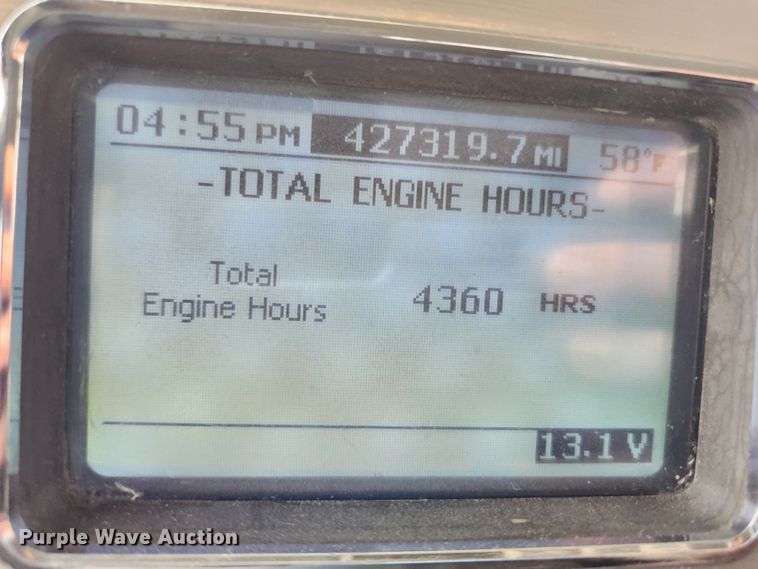 04:55 PM 427319.7 MI 58°F
-TOTAL ENGINE HOURS-
Total
Engine Hours 4360 HRS
13.1 V
Purple Wave Auction